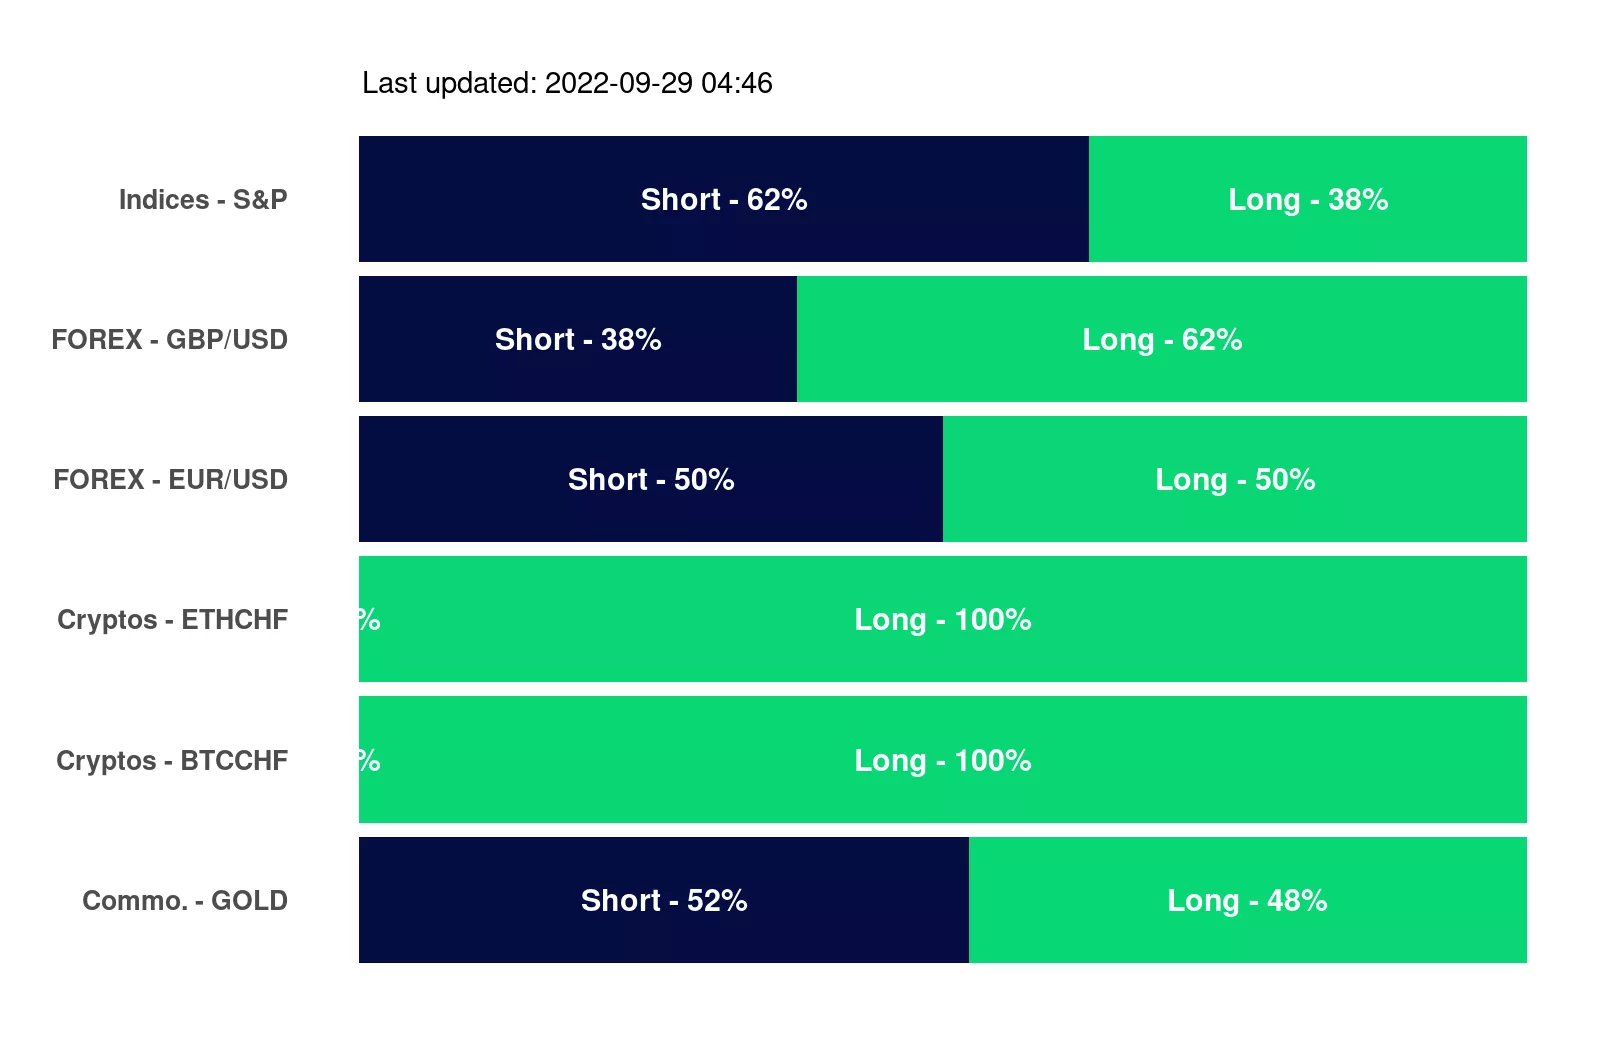 Last updated: 2022-09-29 04:46
Indices - S&P Short - 62% Long - 38%
FOREX - GBP/USD Short - 38% Long - 62%
FOREX - EUR/USD Short - 50% Long - 50%
Cryptos - ETHCHF % Long - 100%
Cryptos - BTCCHF % Long - 100%
Commo. - GOLD Short - 52% Long - 48%